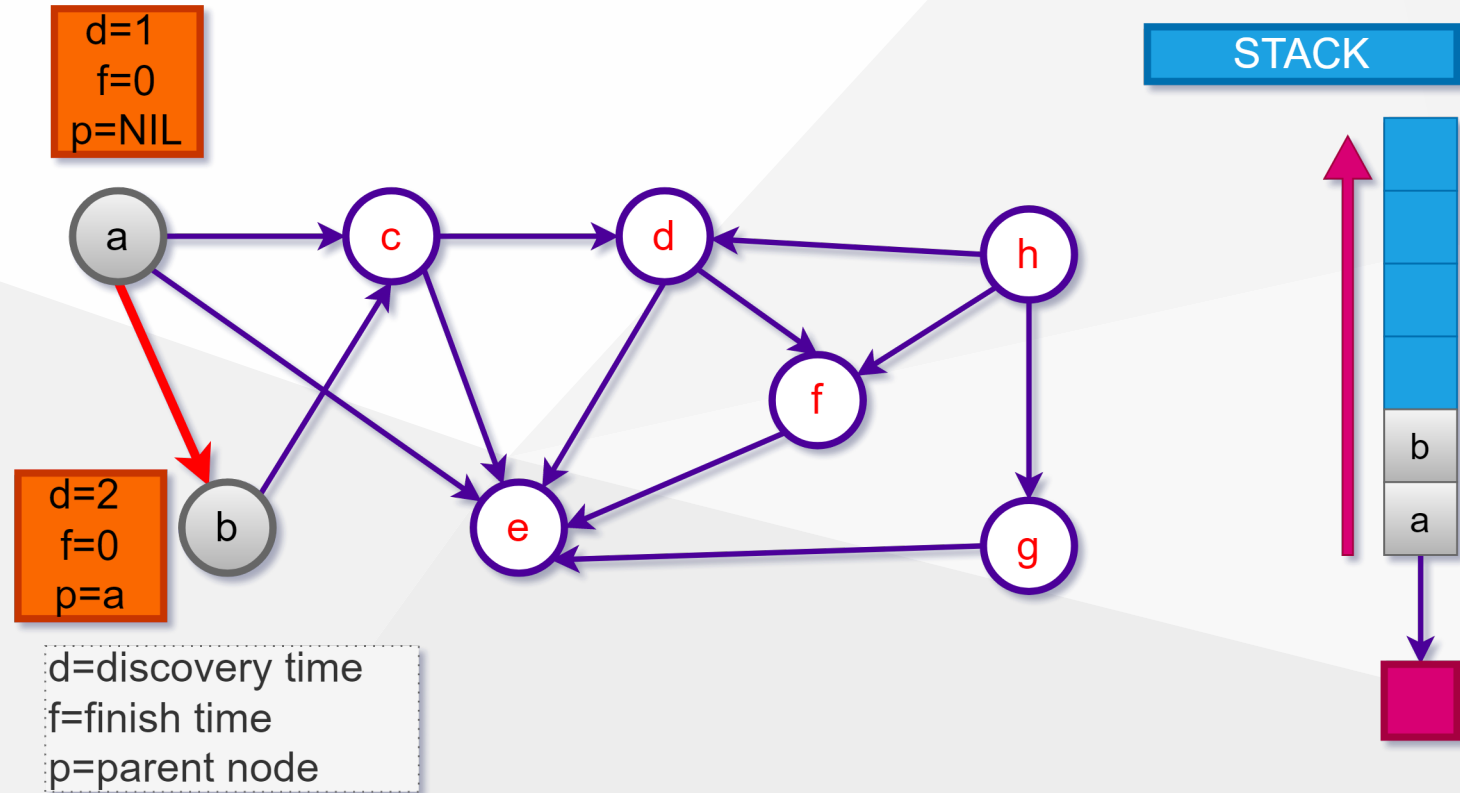 d=1
f=0
p=NIL
STACK
a
c
d
h
f
b
e
g
d=2
f=0
p=a
b
a
d=discovery time
f=finish time
p=parent node